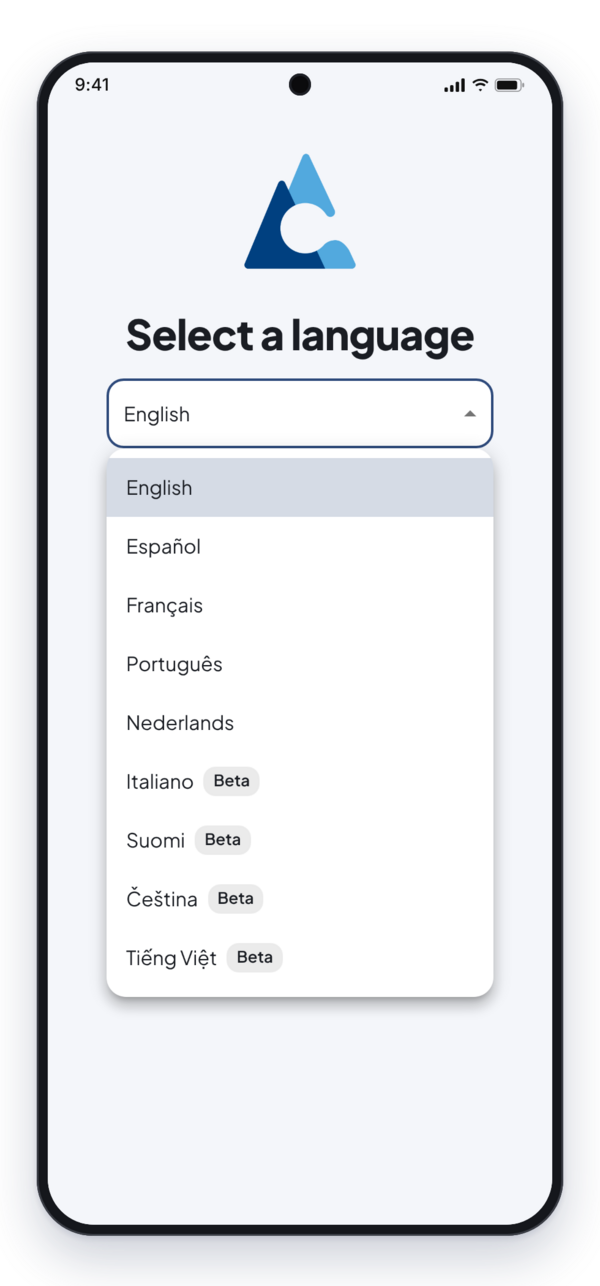 9:41
Select a language
English
English
Español
Français
Português
Nederlands
Italiano Beta
Suomi Beta
Čeština Beta
Tiếng Việt Beta